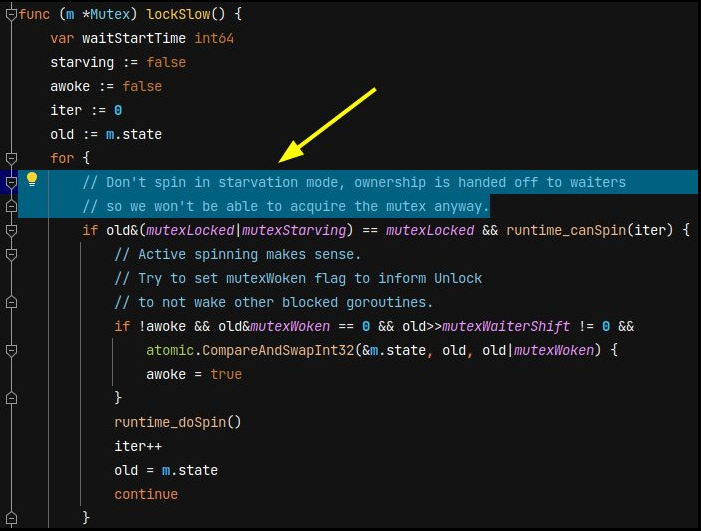 func (m *Mutex) lockSlow() {
var waitStartTime int64
starving := false
awoke := false
iter := 0
old := m.state
for {
// Don't spin in starvation mode, ownership is handed off to waiters
// so we won't be able to acquire the mutex anyway.
if old&(mutexLocked|mutexStarving) == mutexLocked && runtime_canSpin(iter) {
// Active spinning makes sense.
// Try to set mutexWoken flag to inform Unlock
// to not wake other blocked goroutines.
if !awoke && old&mutexWoken == 0 && old>>mutexWaiterShift != 0 &&
atomic.CompareAndSwapInt32(&m.state, old, old|mutexWoken) {
awoke = true
}
runtime_doSpin()
iter++
old = m.state
continue
}